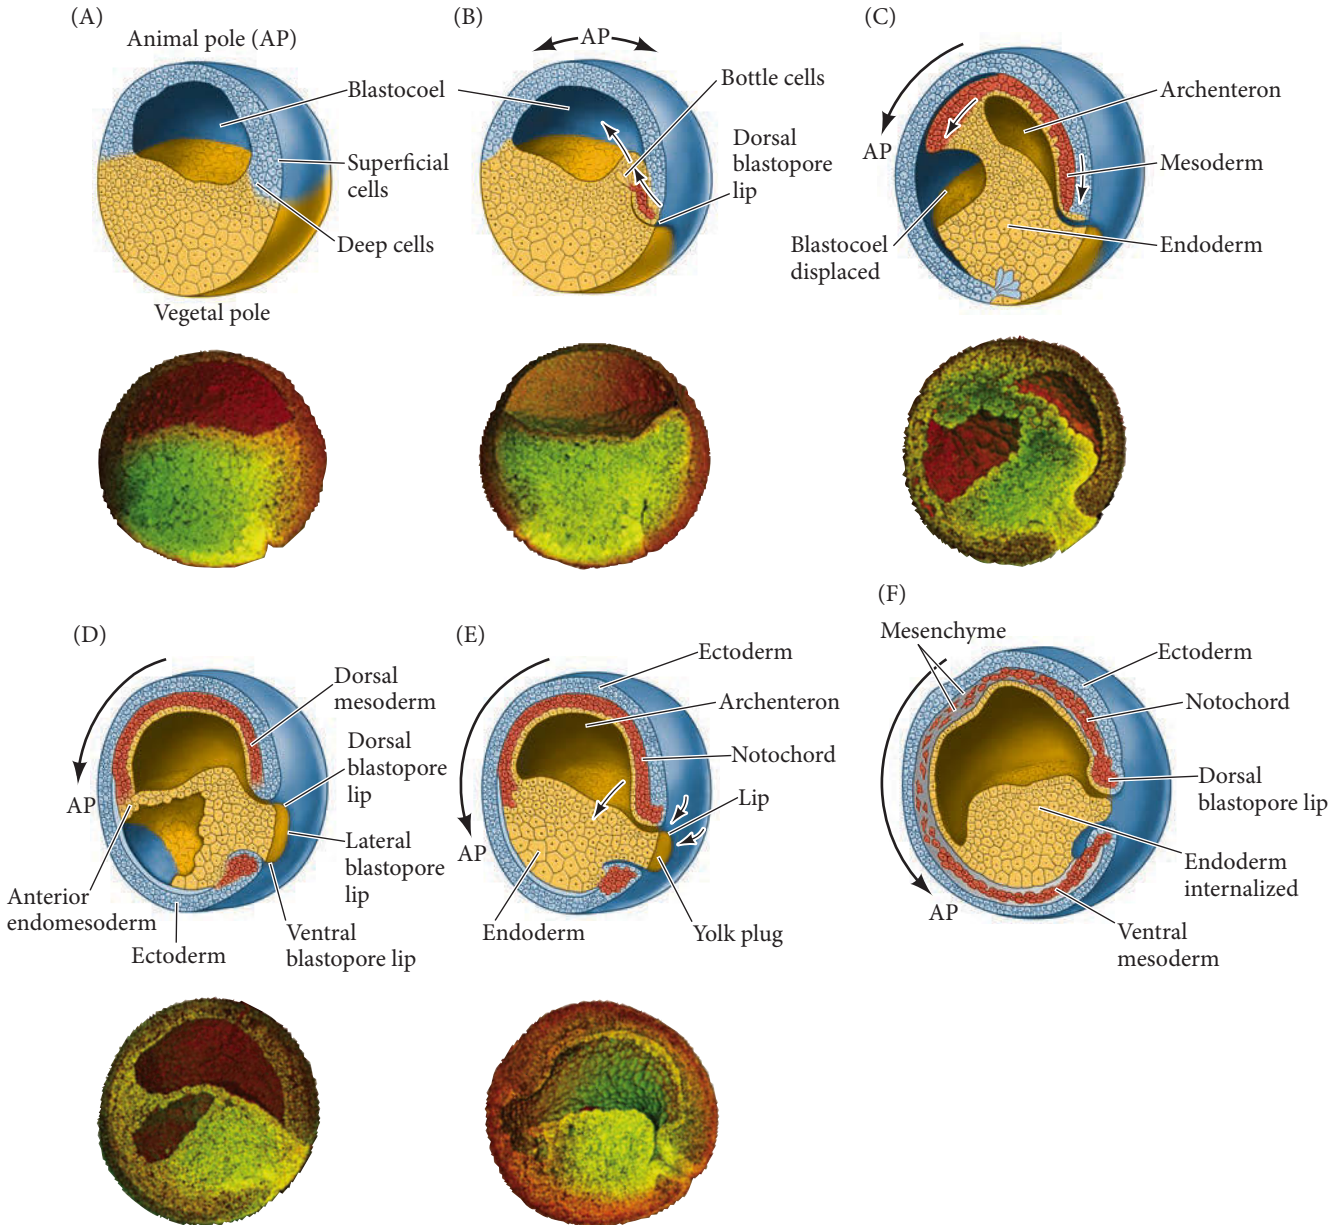 (A)
Animal pole (AP)
Blastocoel
Superficial
cells
Deep cells
Vegetal pole
(B)
AP
Bottle cells
Dorsal
blastopore
lip
(C)
AP
Archenteron
Mesoderm
Endoderm
Blastocoel
displaced
(D)
AP
Dorsal
mesoderm
Dorsal
blastopore
lip
Lateral
blastopore
lip
Anterior
endomesoderm
Ectoderm
Ventral
blastopore lip
(E)
AP
Ectoderm
Archenteron
Notochord
Lip
Endoderm
Yolk plug
(F)
Mesenchyme
Ectoderm
Notochord
Dorsal
blastopore lip
Endoderm
internalized
AP
Ventral
mesoderm